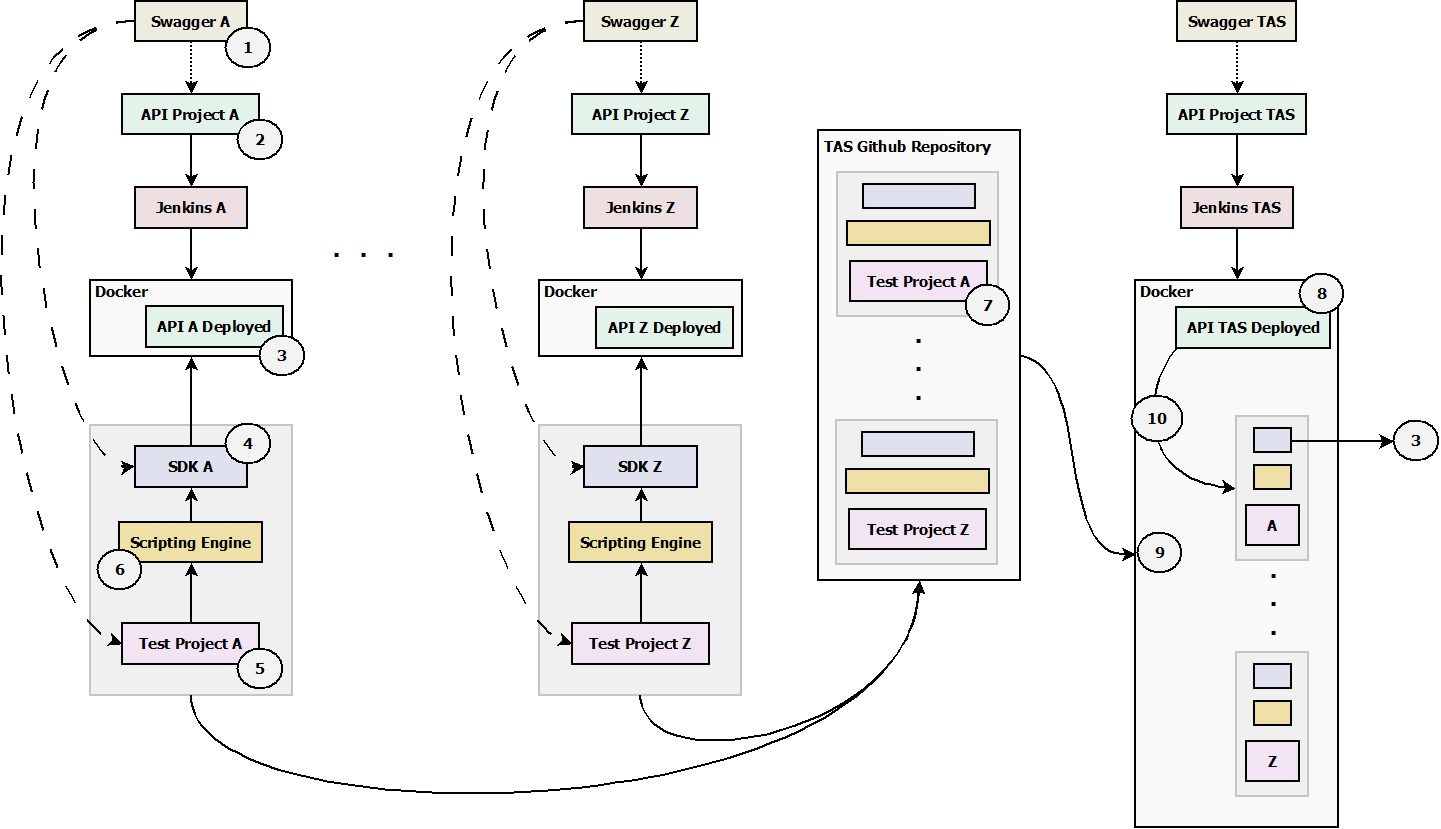 Swagger A
1
API Project A
2
Jenkins A
Docker
API A Deployed
3
SDK A
4
Scripting Engine
6
Test Project A
5
. . .
Swagger Z
API Project Z
Jenkins Z
Docker
API Z Deployed
SDK Z
Scripting Engine
Test Project Z
TAS Github Repository
Test Project A
7
.
.
.
Test Project Z
Swagger TAS
API Project TAS
Jenkins TAS
Docker
8
API TAS Deployed
10
3
A
9
.
.
.
Z